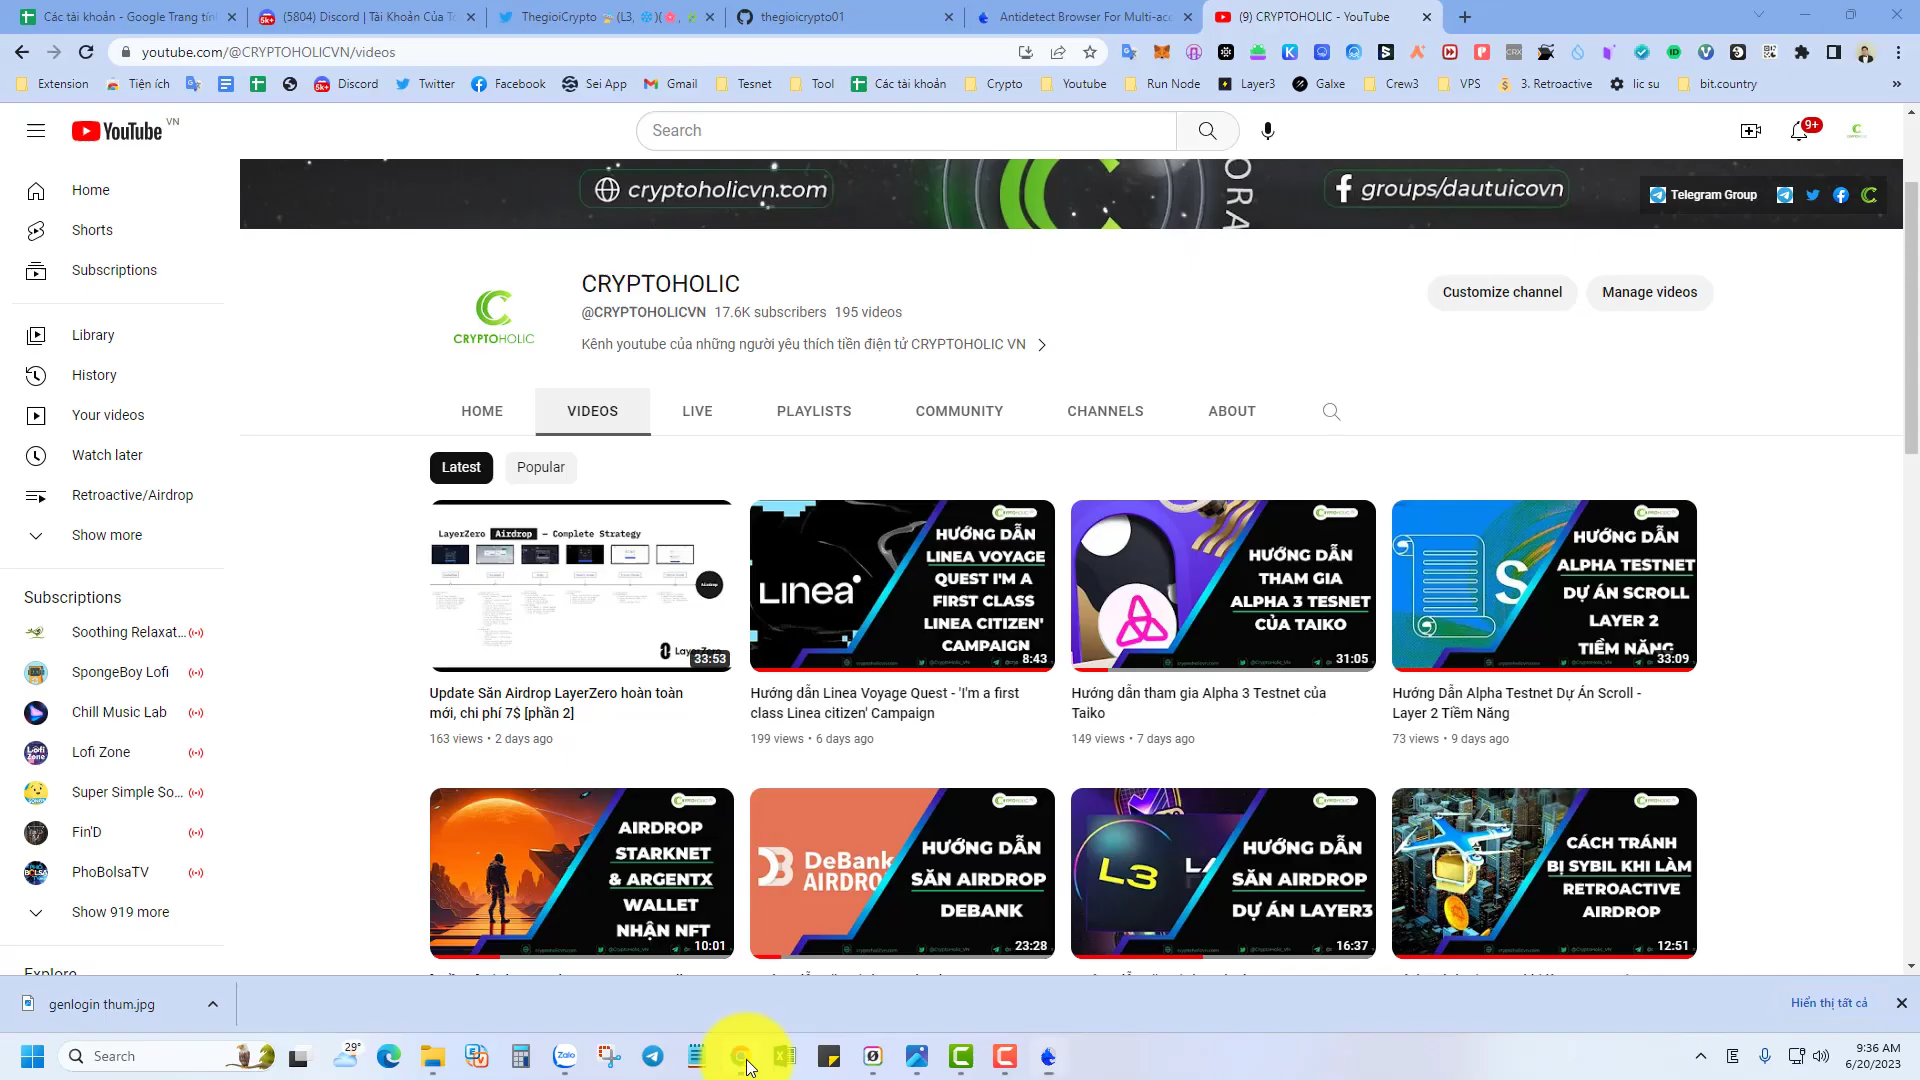 Các tài khoản - Google Trang tính
(5804) Discord | Tài Khoản Của Tô
ThegioiCrypto
(L3,
thegioicrypto01
Antidetect Browser For Multi-acc
(9) CRYPTOHOLIC - YouTube
youtube.com/@CRYPTOHOLICVN/videos
Extension
Tiện ích
Discord
Twitter
Facebook
Sei App
Gmail
Tesnet
Tool
Các tài khoản
Crypto
Youtube
Run Node
Layer3
Galxe
Crew3
VPS
3. Retroactive
lic su
bit.country
»
YouTube VN
Search
9+
cryptoholicvn.com
ORA
groups/dautuicovn
Telegram Group
Home
Shorts
Subscriptions
Library
History
Your videos
Watch later
Retroactive/Airdrop
Show more
Subscriptions
Soothing Relaxat...
SpongeBoy Lofi
Chill Music Lab
Lofi Zone
Super Simple So...
Fin'D
PhoBolsaTV
Show 919 more
Explore
CRYPTOHOLIC
CRYPTOHOLIC
@CRYPTOHOLICVN 17.6K subscribers 195 videos
Kênh youtube của những người yêu thích tiền điện tử CRYPTOHOLIC VN
Customize channel
Manage videos
HOME
VIDEOS
LIVE
PLAYLISTS
COMMUNITY
CHANNELS
ABOUT
Latest
Popular
LayerZero Airdrop — Complete Strategy
Airdrop
LayerZero
33:53
Update Săn Airdrop LayerZero hoàn toàn
mới, chi phí 7$ [phần 2]
163 views • 2 days ago
Linea
HƯỚNG DẪN
LINEA VOYAGE
QUEST I'M A
FIRST CLASS
LINEA CITIZEN'
CAMPAIGN
8:43
Hướng dẫn Linea Voyage Quest - 'I'm a first
class Linea citizen' Campaign
199 views • 6 days ago
HƯỚNG DẪN
THAM GIA
ALPHA 3 TESNET
CỦA TAIKO
31:05
Hướng dẫn tham gia Alpha 3 Testnet của
Taiko
149 views • 7 days ago
HƯỚNG DẪN
ALPHA TESTNET
DỰ ÁN SCROLL
LAYER 2
TIỀM NĂNG
33:09
Hướng Dẫn Alpha Testnet Dự Án Scroll -
Layer 2 Tiềm Năng
73 views • 9 days ago
AIRDROP
STARKNET
& ARGENTX
WALLET
NHẬN NFT
10:01
DeBank
AIRDROP
HƯỚNG DẪN
SĂN AIRDROP
DEBANK
23:28
L3
HƯỚNG DẪN
SĂN AIRDROP
DỰ ÁN LAYER3
16:37
CÁCH TRÁNH
BỊ SYBIL KHI LÀM
RETROACTIVE
AIRDROP
12:51
genlogin thum.jpg
Hiển thị tất cả
Search
29°
Zalo
E
9:36 AM
6/20/2023